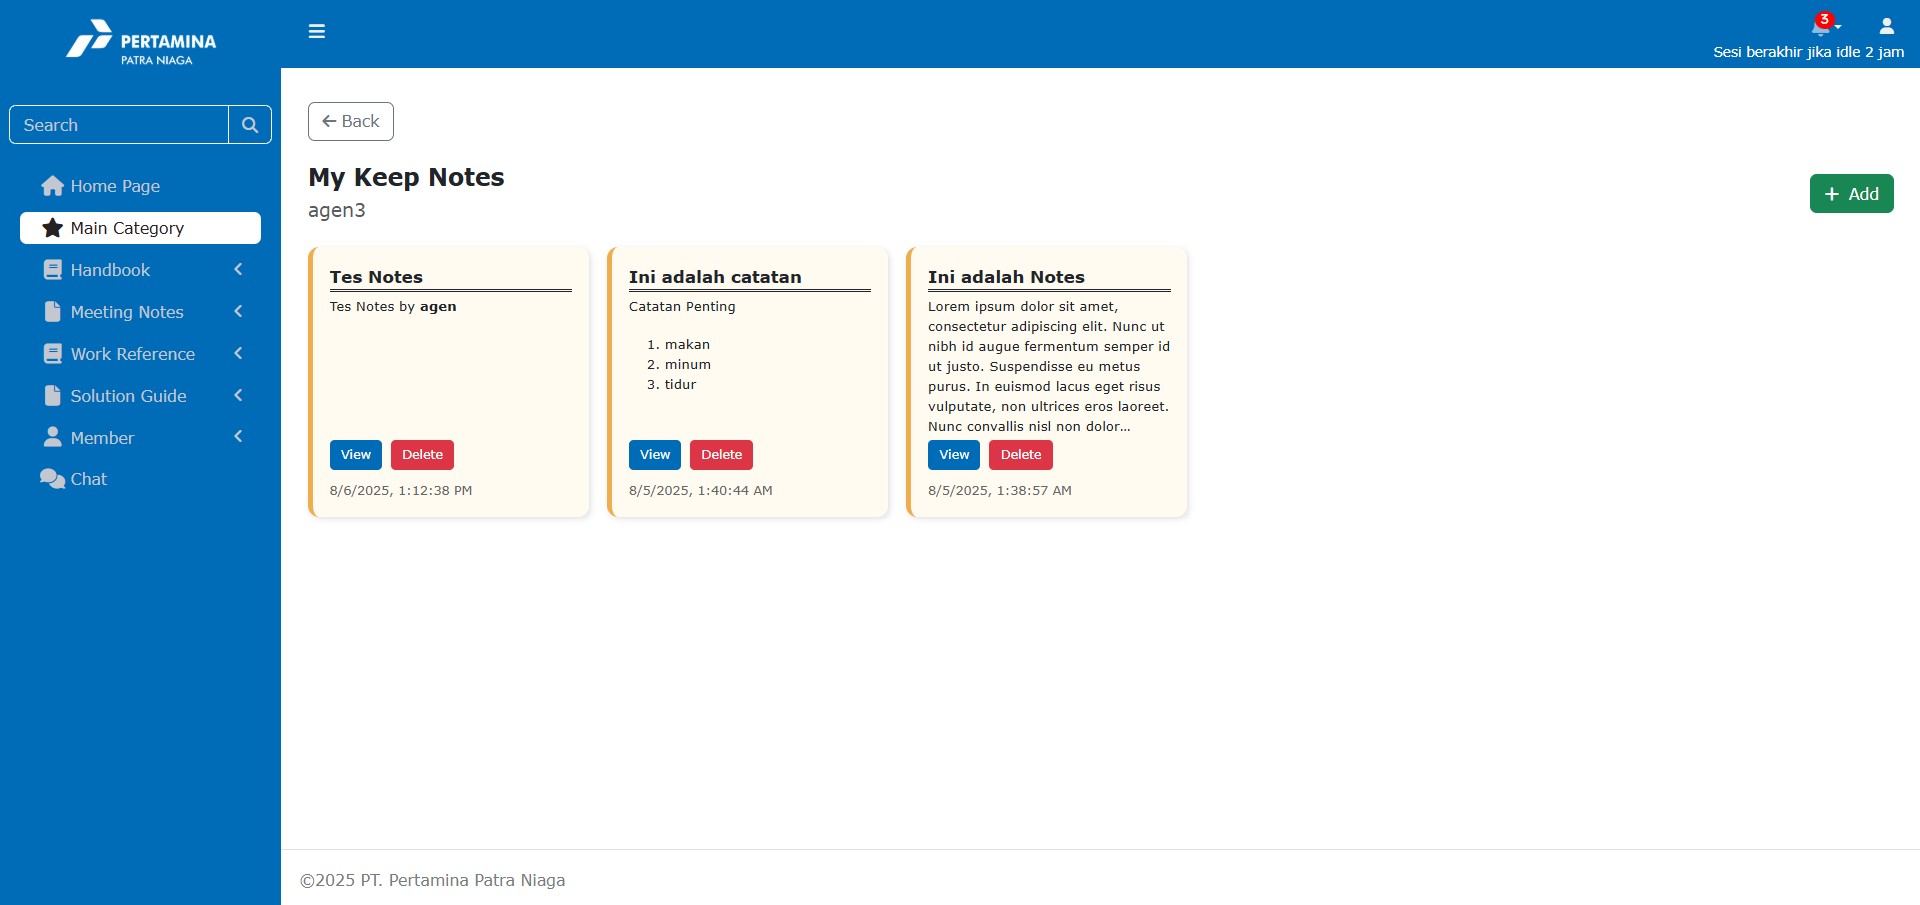 PERTAMINA
PATRA NIAGA
3
Sesi berakhir jika idle 2 jam
Search
Home Page
Main Category
Handbook
Meeting Notes
Work Reference
Solution Guide
Member
Chat
Back
My Keep Notes
agen3
Add
Tes Notes
Tes Notes by agen
View Delete
8/6/2025, 1:12:38 PM
Ini adalah catatan
Catatan Penting
1. makan
2. minum
3. tidur
View Delete
8/5/2025, 1:40:44 AM
Ini adalah Notes
Lorem ipsum dolor sit amet,
consectetur adipiscing elit. Nunc ut
nibh id augue fermentum semper id
ut justo. Suspendisse eu metus
purus. In euismod lacus eget risus
vulputate, non ultrices eros laoreet.
Nunc convallis nisl non dolor...
View Delete
8/5/2025, 1:38:57 AM
©2025 PT. Pertamina Patra Niaga